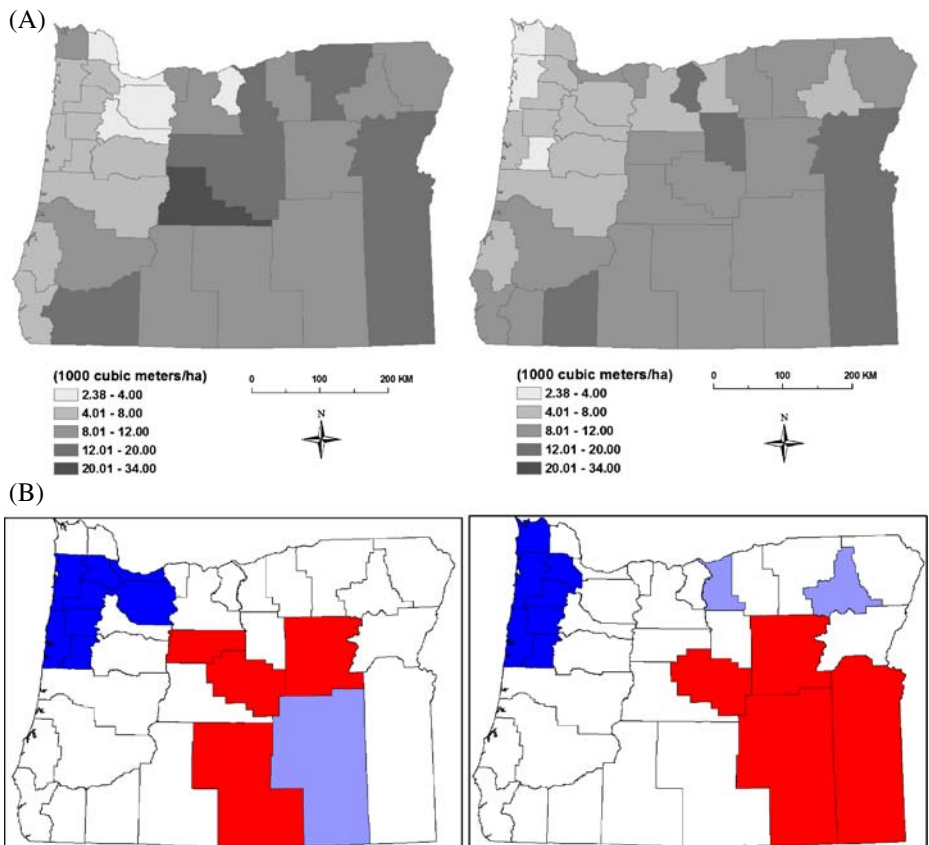 (A)
(1000 cubic meters/ha)
2.38 - 4.00
4.01 - 8.00
8.01 - 12.00
12.01 - 20.00
20.01 - 34.00
0 100 200 KM
N
(1000 cubic meters/ha)
2.38 - 4.00
4.01 - 8.00
8.01 - 12.00
12.01 - 20.00
20.01 - 34.00
0 100 200 KM
N
(B)